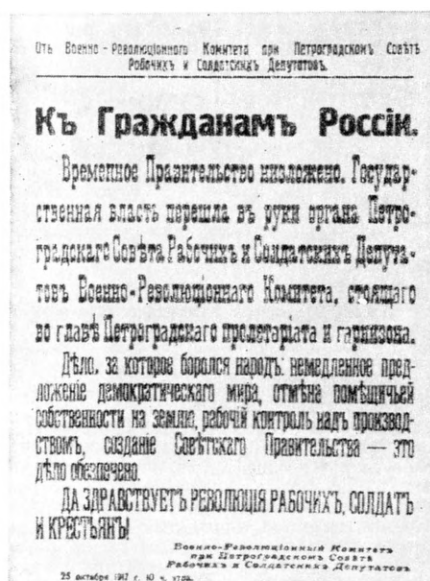 Отъ Военно-Революціоннаго Комитета при Петроградскомъ Совѣтѣ
Рабочихъ и Солдатскихъ Депутатовъ.
Къ Гражданамъ Россіи.
Временное Правительство низложено. Государ-
ственная власть перешла въ руки органа Петро-
градскаго Совѣта Рабочихъ и Солдатскихъ Депута-
товъ Военно-Революціоннаго Комитета, стоящаго
во главѣ Петроградскаго пролетаріата и гарнизона.
Дѣло, за которое боролся народъ: немедленное пред-
ложеніе демократическаго мира, отмѣна помѣщичьей
собственности на землю, рабочій контроль надъ производ-
ствомъ, созданіе Совѣтскаго Правительства — это
дѣло обезпечено.
ДА ЗДРАВСТВУЕТЪ РЕВОЛЮЦІЯ РАБОЧИХЪ, СОЛДАТЪ
И КРЕСТЬЯНЪ!
Военно-Революціонный Комитетъ
при Петроградскомъ Совѣтѣ
Рабочихъ и Солдатскихъ Депутатовъ
25 октября 1917 г. 10 ч. утра.